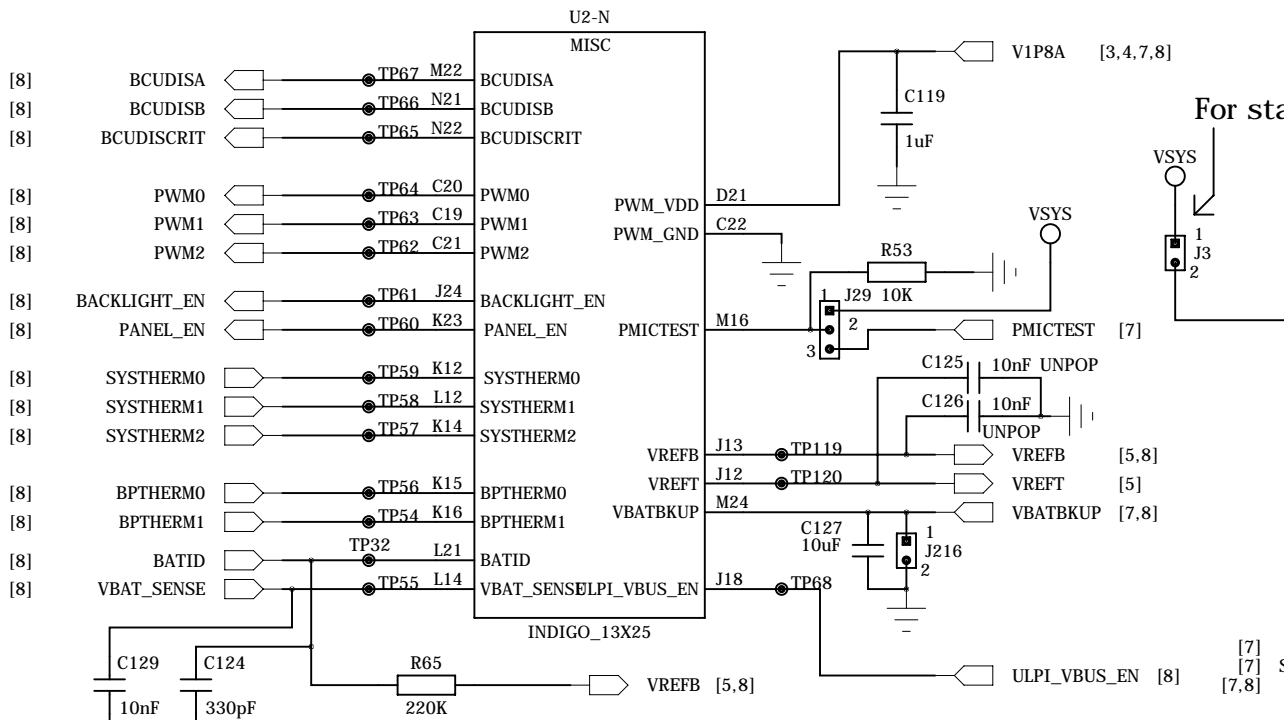 U2-N
MISC
[8] BCUDISA TP67 M22 BCUDISA
[8] BCUDISB TP66 N21 BCUDISB
[8] BCUDISCRIT TP65 N22 BCUDISCRIT
[8] PWM0 TP64 C20 PWM0
[8] PWM1 TP63 C19 PWM1
[8] PWM2 TP62 C21 PWM2
[8] BACKLIGHT_EN TP61 J24 BACKLIGHT_EN
[8] PANEL_EN TP60 K23 PANEL_EN
[8] SYSTHERM0 TP59 K12 SYSTHERM0
[8] SYSTHERM1 TP58 L12 SYSTHERM1
[8] SYSTHERM2 TP57 K14 SYSTHERM2
[8] BPTHERM0 TP56 K15 BPTHERM0
[8] BPTHERM1 TP54 K16 BPTHERM1
[8] BATID TP32 L21 BATID
[8] VBAT_SENSE TP55 L14 VBAT_SENSE
INDIGO_13X25
C129
10nF
C124
330pF
R65
220K
VREFB [5,8]
V1P8A [3,4,7,8]
C119
1uF
PWM_VDD D21
PWM_GND C22
VSYS
R53
10K
J29
1
2
3
PMICTEST M16 PMICTEST [7]
C125 10nF UNPOP
C126 10nF
UNPOP
VREFB J13 TP119 VREFB [5,8]
VREFT J12 TP120 VREFT [5]
VBATBKUP M24 VBATBKUP [7,8]
C127
10uF
1
J216
2
ULPI_VBUS_EN J18 TP68
ULPI_VBUS_EN [8]
For sta
VSYS
1
J3
2
[7]
[7] S
[7,8]